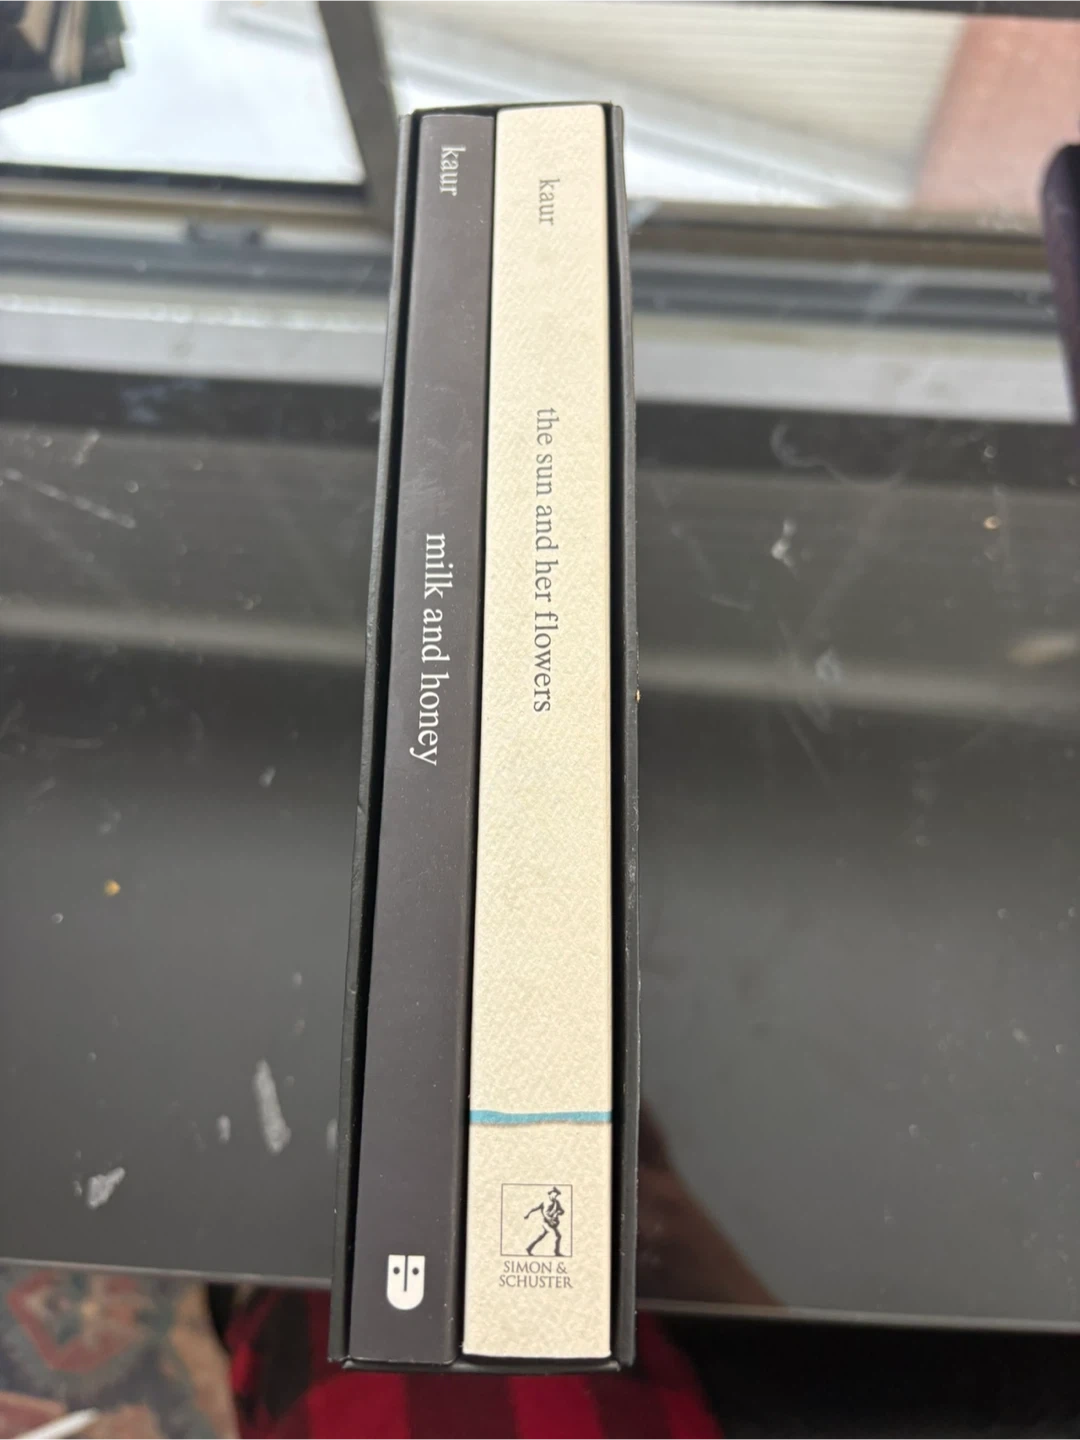 kaur
milk and honey
kaur
the sun and her flowers
SIMON &
SCHUSTER